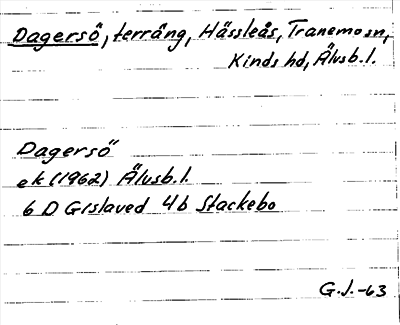 Dagersö, terräng, Hässleås, Tranemo sn,
Kinds hd, Älvsb.l.
Dagersö
ek (1962) Älvsb.l.
6 D Gislaved 4b Stackebo
G.J.-63